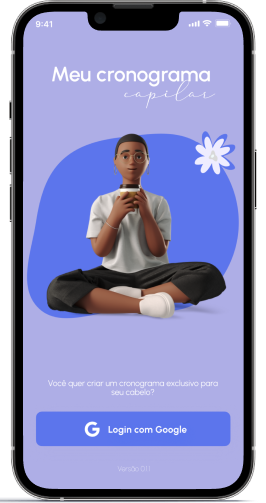 9:41
Meu cronograma
capilar
Você quer criar um cronograma exclusivo para
seu cabelo?
G Login com Google
Versão 0.1